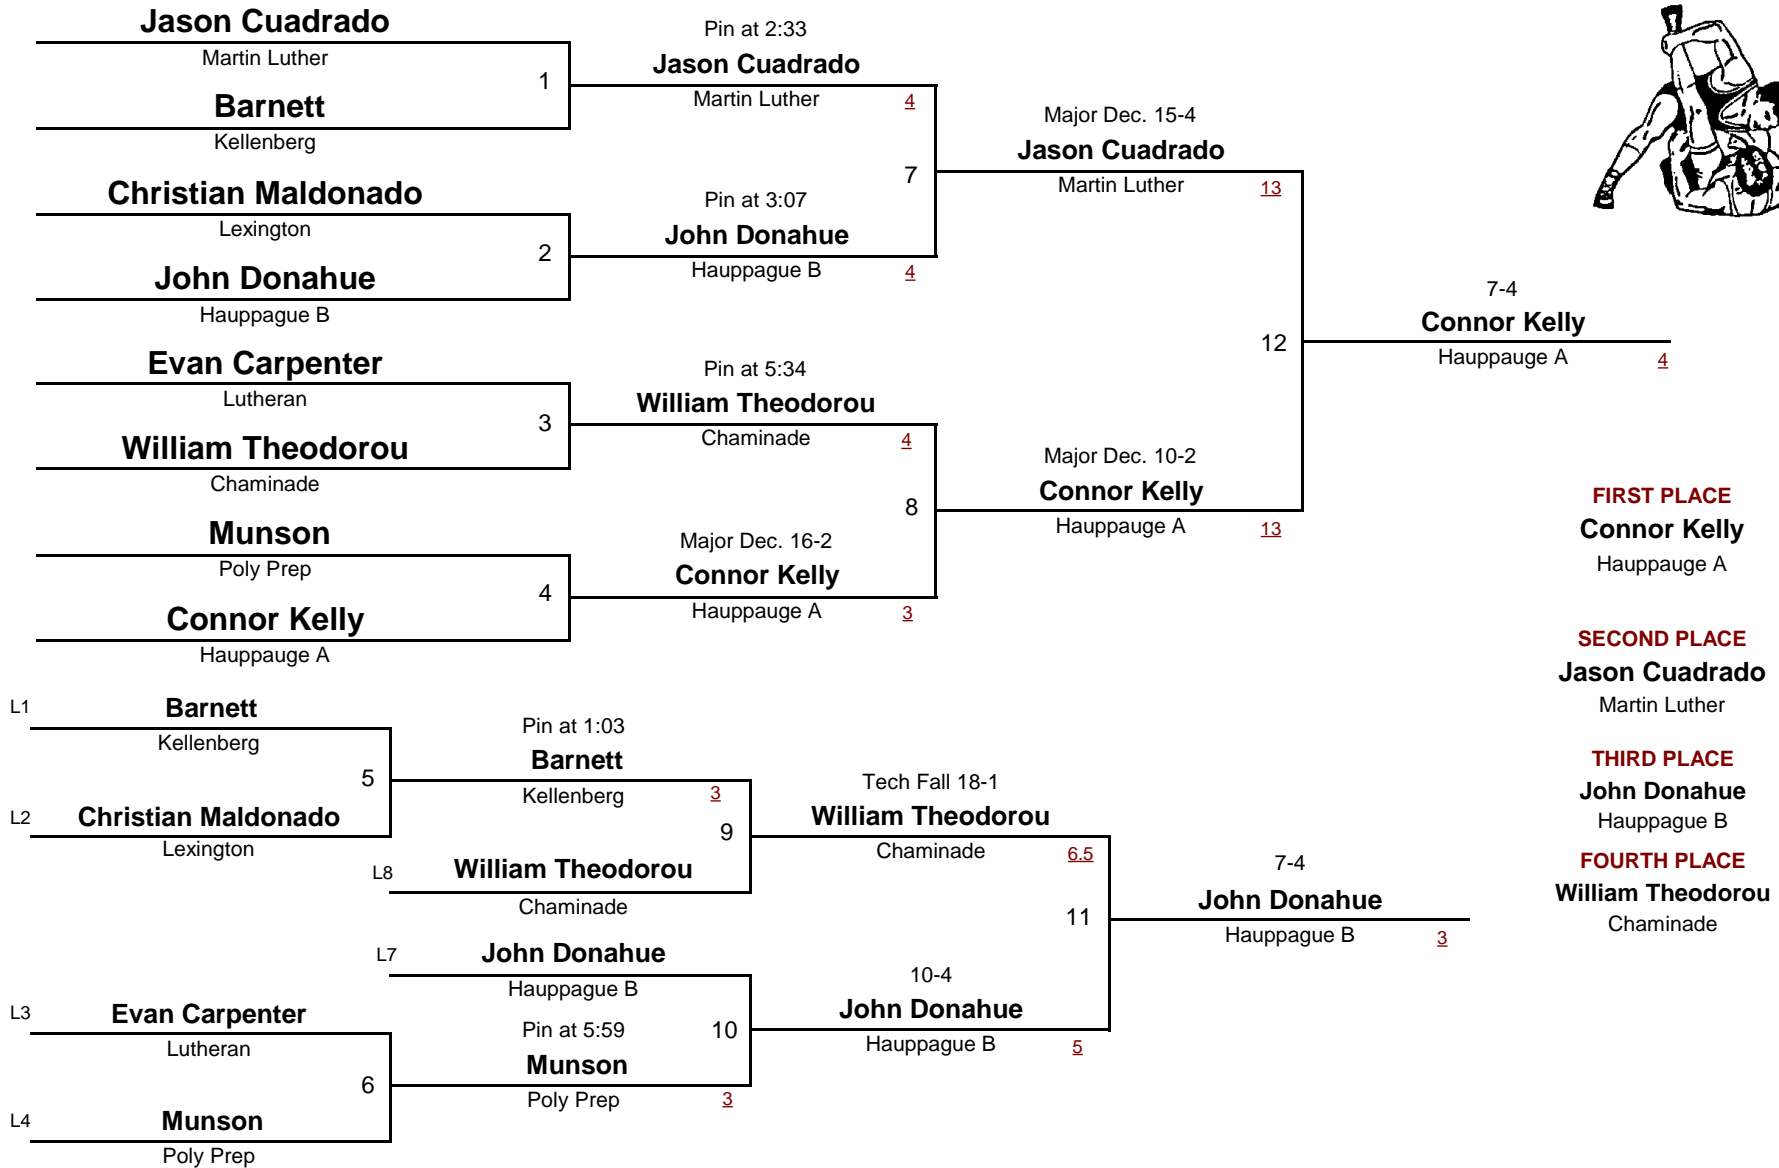 Jason Cuadrado
Martin Luther
1
Barnett
Kellenberg
Christian Maldonado
Lexington
2
John Donahue
Hauppague B
Evan Carpenter
Lutheran
3
William Theodorou
Chaminade
Munson
Poly Prep
4
Connor Kelly
Hauppauge A
Pin at 2:33
Jason Cuadrado
Martin Luther 4
7
Pin at 3:07
John Donahue
Hauppague B 4
Pin at 5:34
William Theodorou
Chaminade 4
8
Major Dec. 16-2
Connor Kelly
Hauppauge A 3
Major Dec. 15-4
Jason Cuadrado
Martin Luther 13
12
Major Dec. 10-2
Connor Kelly
Hauppauge A 13
7-4
Connor Kelly
Hauppauge A 4
FIRST PLACE
Connor Kelly
Hauppauge A
SECOND PLACE
Jason Cuadrado
Martin Luther
THIRD PLACE
John Donahue
Hauppague B
FOURTH PLACE
William Theodorou
Chaminade
L1 Barnett
Kellenberg
5
L2 Christian Maldonado
Lexington
Pin at 1:03
Barnett
Kellenberg 3
9
L8 William Theodorou
Chaminade
L7 John Donahue
Hauppague B
L3 Evan Carpenter
Lutheran
6
L4 Munson
Poly Prep
Pin at 5:59
10
Munson
Poly Prep 3
Tech Fall 18-1
William Theodorou
Chaminade 6.5
11
10-4
John Donahue
Hauppague B 5
7-4
John Donahue
Hauppague B 3